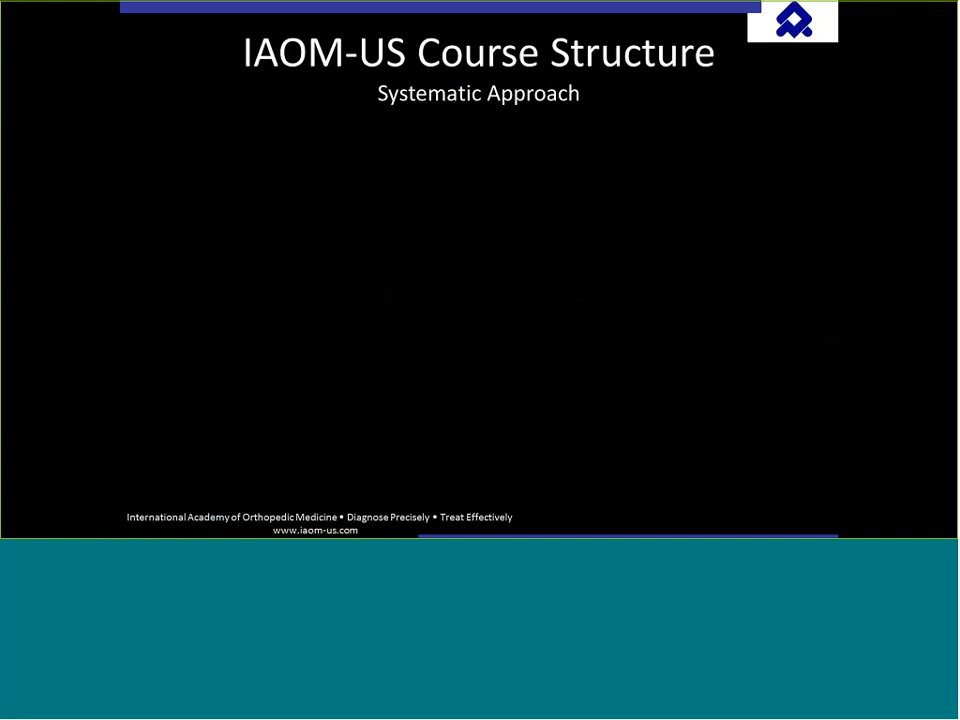 IAOM-US Course Structure
Systematic Approach
International Academy of Orthopedic Medicine • Diagnose Precisely • Treat Effectively
www.iaom-us.com